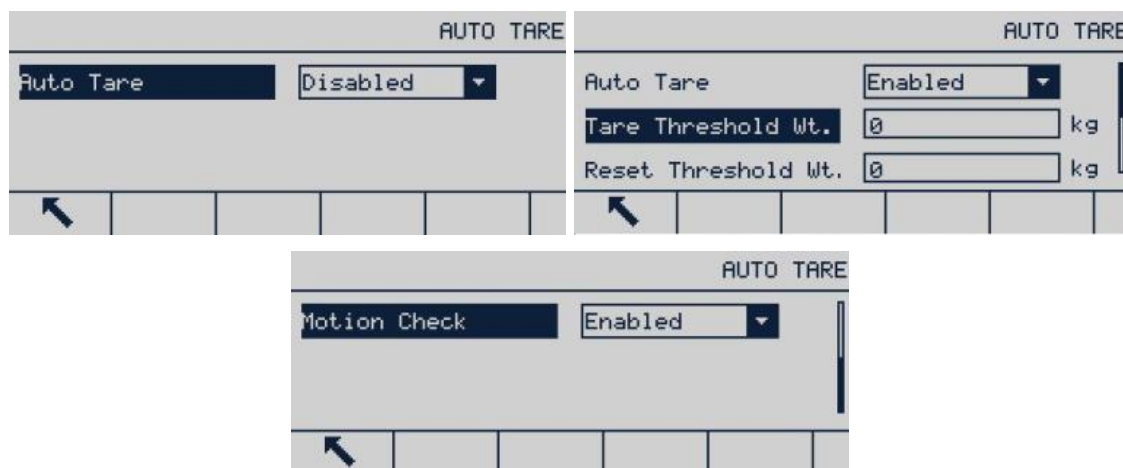 AUTO TARE
Auto Tare Disabled
AUTO TARE
Auto Tare Enabled
Tare Threshold Wt. 0 kg
Reset Threshold Wt. 0 kg
AUTO TARE
Motion Check Enabled